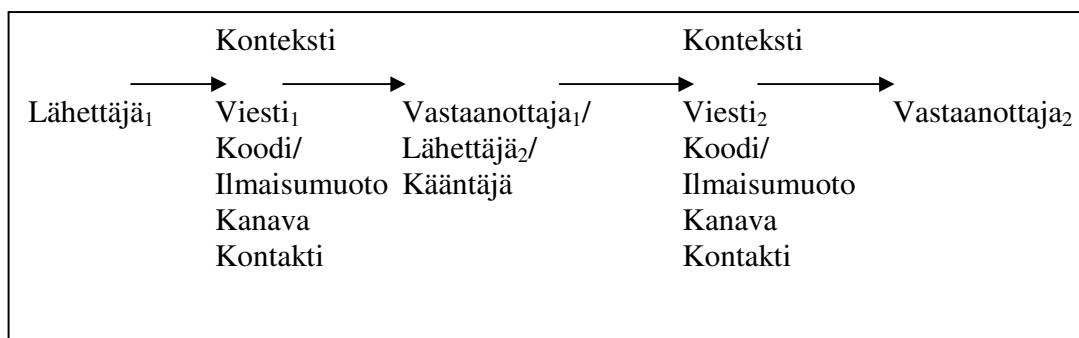 Konteksti Konteksti
Lähettäjä₁ Viesti₁ Vastaanottaja₁/ Viesti₂ Vastaanottaja₂
Koodi/ Lähettäjä₂/ Koodi/
Ilmaisumuoto Kääntäjä Ilmaisumuoto
Kanava Kanava
Kontakti Kontakti